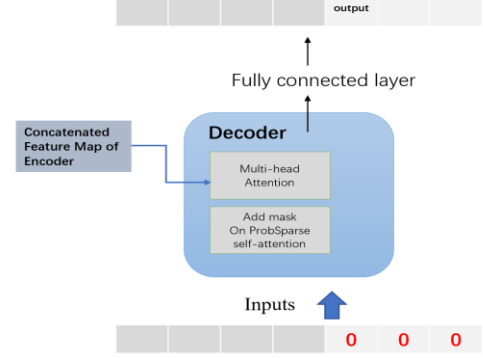 output
Fully connected layer
Concatenated
Feature Map of
Encoder
Decoder
Multi-head
Attention
Add mask
On ProbSparse
self-attention
Inputs
0 0 0